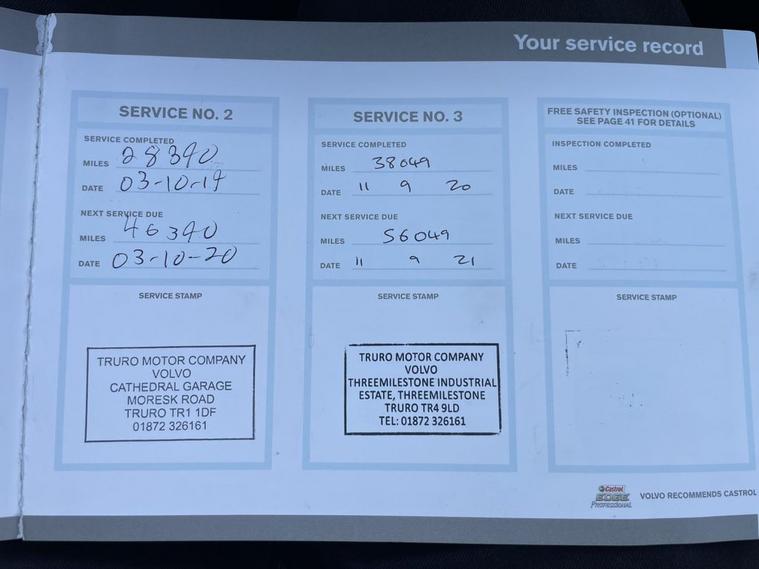 Your service record
SERVICE NO. 2
SERVICE COMPLETED
MILES 28390
DATE 03-10-19
NEXT SERVICE DUE
MILES 46390
DATE 03-10-20
SERVICE STAMP
TRURO MOTOR COMPANY
VOLVO
CATHEDRAL GARAGE
MORESK ROAD
TRURO TR1 1DF
01872 326161
SERVICE NO. 3
SERVICE COMPLETED
MILES 38049
DATE 11 9 20
NEXT SERVICE DUE
MILES 56049
DATE 11 9 21
SERVICE STAMP
TRURO MOTOR COMPANY
VOLVO
THREEMILESTONE INDUSTRIAL
ESTATE, THREEMILESTONE
TRURO TR4 9LD
TEL: 01872 326161
FREE SAFETY INSPECTION (OPTIONAL)
SEE PAGE 41 FOR DETAILS
INSPECTION COMPLETED
MILES
DATE
NEXT SERVICE DUE
MILES
DATE
SERVICE STAMP
Castrol
EDGE
PROFESSIONAL
VOLVO RECOMMENDS CASTROL